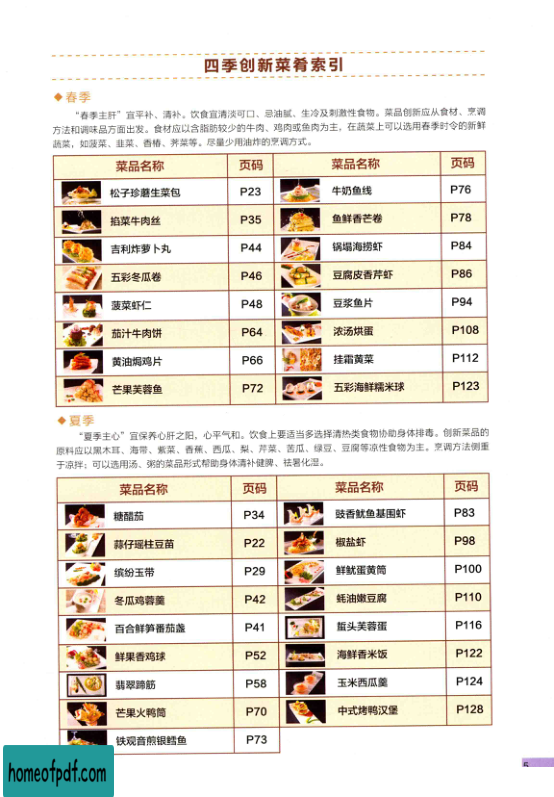 四季创新菜肴索引
◆ 春季
“春季主肝”宜平补、清补。饮食宜清淡可口、忌油腻、生冷及刺激性食物。菜品创新应从食材、烹调
方法和调味品方面出发。食材应以含脂肪较少的牛肉、鸡肉或鱼肉为主，在蔬菜上可以选用春季时令的新鲜
蔬菜，如菠菜、韭菜、香椿、荠菜等。尽量少用油炸的烹调方式。
菜品名称 页码 菜品名称 页码
松子珍蘑生菜包 P23 牛奶鱼线 P76
掐菜牛肉丝 P35 鱼鲜香芒卷 P78
吉利炸萝卜丸 P44 锅塌海捞虾 P84
五彩冬瓜卷 P46 豆腐皮香芹虾 P86
菠菜虾仁 P48 豆浆鱼片 P94
茄汁牛肉饼 P64 浓汤烘蛋 P108
黄油焗鸡片 P66 挂霜黄菜 P112
芒果芙蓉鱼 P72 五彩海鲜糯米球 P123
◆ 夏季
“夏季主心”宜保养心肝之阳，心平气和。饮食上要适当多选择清热类食物协助身体排毒。创新菜品的
原料应以黑木耳、海带、紫菜、香蕉、西瓜、梨、芹菜、苦瓜、绿豆、豆腐等凉性食物为主。烹调方法侧重
于凉拌；可以选用汤、粥的菜品形式帮助身体清补健脾、祛暑化湿。
菜品名称 页码 菜品名称 页码
糖醋茄 P34 豉香鱿鱼基围虾 P83
蒜仔瑶柱豆苗 P22 椒盐虾 P98
缤纷玉带 P29 鲜鱿蛋黄筒 P100
冬瓜鸡蓉羹 P42 蚝油嫩豆腐 P110
百合鲜笋番茄盏 P41 蜇头芙蓉蛋 P116
鲜果香鸡球 P52 海鲜香米饭 P122
翡翠蹄筋 P58 玉米西瓜羹 P124
芒果火鸭筒 P70 中式烤鸭汉堡 P128
铁观音煎银鳕鱼 P73
5
homeofpdf.com